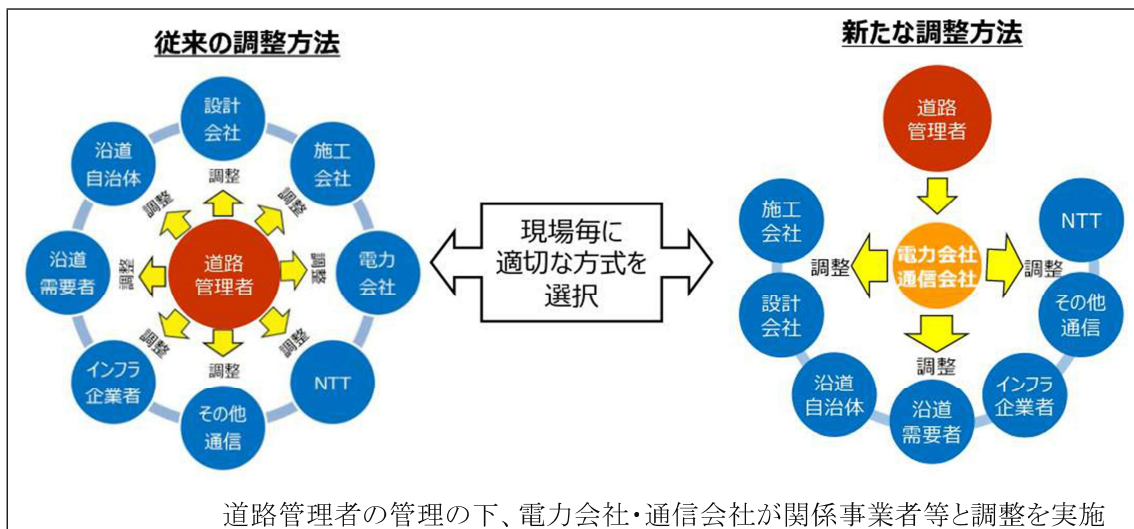 従来の調整方法
設計
会社
施工
会社
電力
会社
NTT
その他
通信
インフラ
企業者
沿道
需要者
沿道
自治体
道路
管理者
調整
調整
調整
調整
調整
調整
調整
調整
現場毎に
適切な方式を
選択
新たな調整方法
道路
管理者
電力会社
通信会社
調整
調整
調整
施工
会社
設計
会社
沿道
自治体
沿道
需要者
インフラ
企業者
その他
通信
NTT
道路管理者の管理の下、電力会社・通信会社が関係事業者等と調整を実施